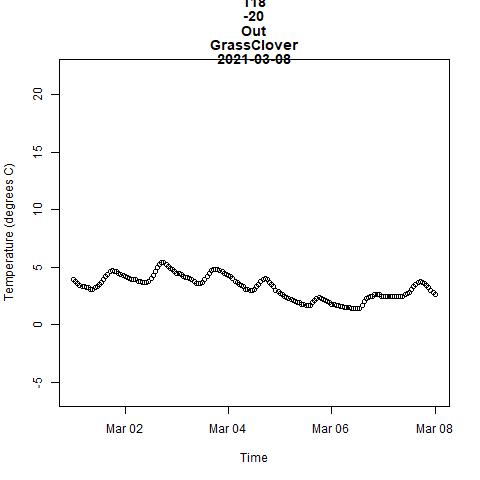 T18
-20
Out
GrassClover
2021-03-08
Temperature (degrees C)
20
15
10
5
0
-5
Mar 02 Mar 04 Mar 06 Mar 08
Time